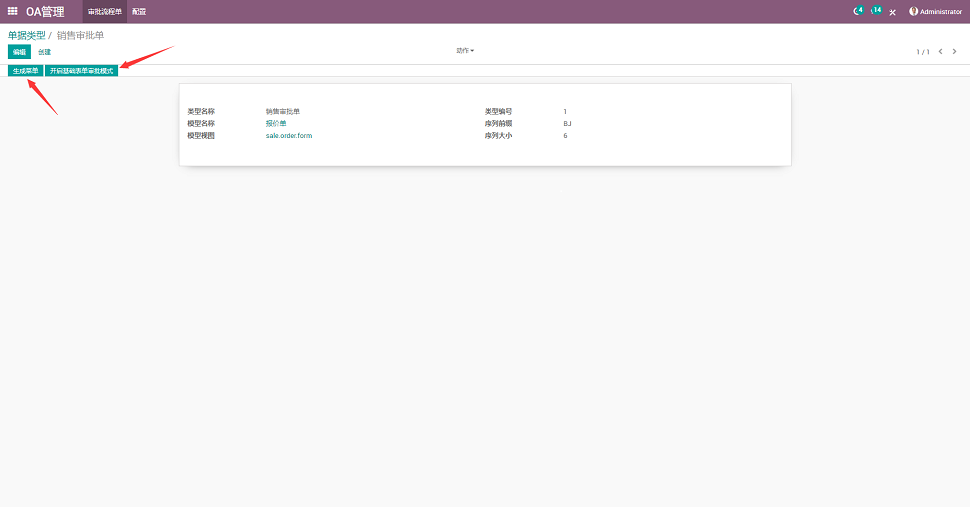 OA管理 审批流程单 配置 4 14 Administrator
单据类型 / 销售审批单
编辑 创建 动作 1 / 1
生成菜单 开启基础表单审批模式
类型名称 销售审批单 类型编号 1
模型名称 报价单 序列前缀 BJ
模型视图 sale.order.form 序列大小 6